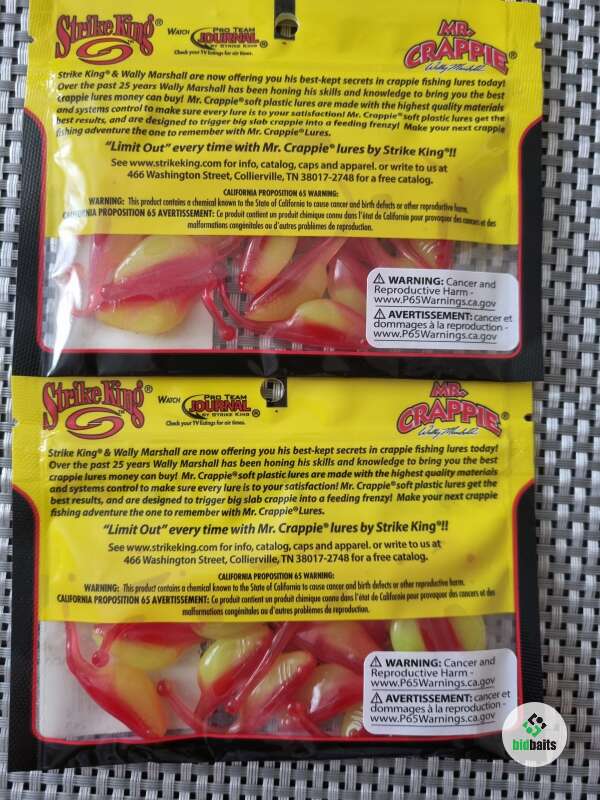 Strike King®
WATCH PRO TEAM JOURNAL BY STRIKE KING®
Check your TV listings for air times.
MR. CRAPPIE®
Wally Marshall
Strike King® & Wally Marshall are now offering you his best-kept secrets in crappie fishing lures today!
Over the past 25 years Wally Marshall has been honing his skills and knowledge to bring you the best
crappie lures money can buy! Mr. Crappie® soft plastic lures are made with the highest quality materials
and systems control to make sure every lure is to your satisfaction! Mr. Crappie® soft plastic lures get the
best results, and are designed to trigger big slab crappie into a feeding frenzy! Make your next crappie
fishing adventure the one to remember with Mr. Crappie® Lures.
"Limit Out" every time with Mr. Crappie® lures by Strike King®!!
See www.strikeking.com for info, catalog, caps and apparel. or write to us at
466 Washington Street, Collierville, TN 38017-2748 for a free catalog.
CALIFORNIA PROPOSITION 65 WARNING:
WARNING: This product contains a chemical known to the State of California to cause cancer and birth defects or other reproductive harm.
CALIFORNIA PROPOSITION 65 AVERTISSEMENT: Ce produit contient un produit chimique connu dans l'état de Californie pour provoquer des cancers et des
malformations congénitales ou d'autres problèmes de reproduction.
WARNING: Cancer and
Reproductive Harm -
www.P65Warnings.ca.gov
AVERTISSEMENT: cancer et
dommages à la reproduction -
www.P65Warnings.ca.gov
Strike King®
WATCH PRO TEAM JOURNAL BY STRIKE KING®
Check your TV listings for air times.
MR. CRAPPIE®
Wally Marshall
Strike King® & Wally Marshall are now offering you his best-kept secrets in crappie fishing lures today!
Over the past 25 years Wally Marshall has been honing his skills and knowledge to bring you the best
crappie lures money can buy! Mr. Crappie® soft plastic lures are made with the highest quality materials
and systems control to make sure every lure is to your satisfaction! Mr. Crappie® soft plastic lures get the
best results, and are designed to trigger big slab crappie into a feeding frenzy! Make your next crappie
fishing adventure the one to remember with Mr. Crappie® Lures.
"Limit Out" every time with Mr. Crappie® lures by Strike King®!!
See www.strikeking.com for info, catalog, caps and apparel. or write to us at
466 Washington Street, Collierville, TN 38017-2748 for a free catalog.
CALIFORNIA PROPOSITION 65 WARNING:
WARNING: This product contains a chemical known to the State of California to cause cancer and birth defects or other reproductive harm.
CALIFORNIA PROPOSITION 65 AVERTISSEMENT: Ce produit contient un produit chimique connu dans l'état de Californie pour provoquer des cancers et des
malformations congénitales ou d'autres problèmes de reproduction.
WARNING: Cancer and
Reproductive Harm -
www.P65Warnings.ca.gov
AVERTISSEMENT: cancer et
dommages à la reproduction -
www.P65Warnings.ca.gov
bidbaits